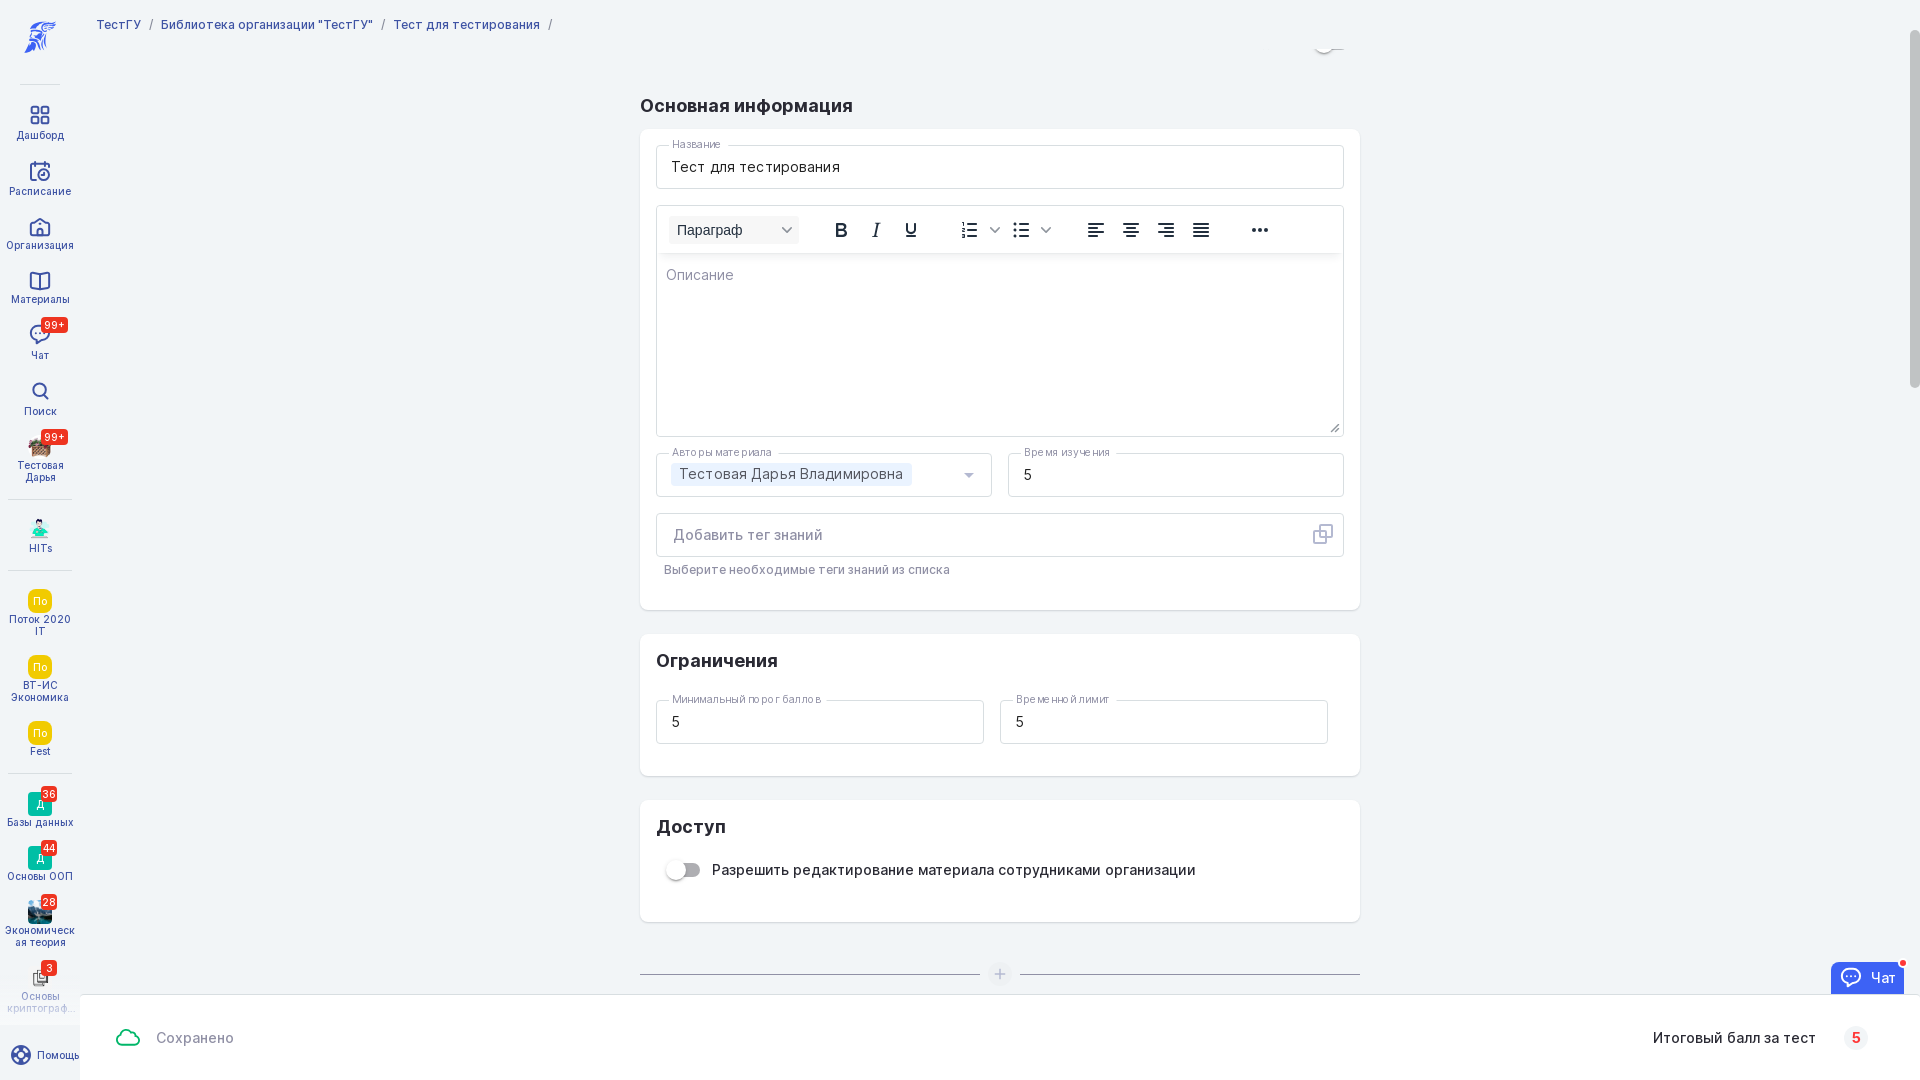 ТестГУ / Библиотека организации "ТестГУ" / Тест для тестирования /
Дашборд
Расписание
Организация
Материалы
99+
Чат
Поиск
99+
Тестовая
Дарья
HITs
По
Поток 2020
IT
По
ВТ-ИС
Экономика
По
Fest
36
Д
Базы данных
44
Д
Основы ООП
28
Экономическ
ая теория
3
Основы
криптограф...
Помощь
Основная информация
Название
Тест для тестирования
Параграф
B I U
Описание
Авторы материала
Тестовая Дарья Владимировна
Время изучения
5
Добавить тег знаний
Выберите необходимые теги знаний из списка
Ограничения
Минимальный порог баллов
5
Временной лимит
5
Доступ
Разрешить редактирование материала сотрудниками организации
Чат
Сохранено
Итоговый балл за тест 5